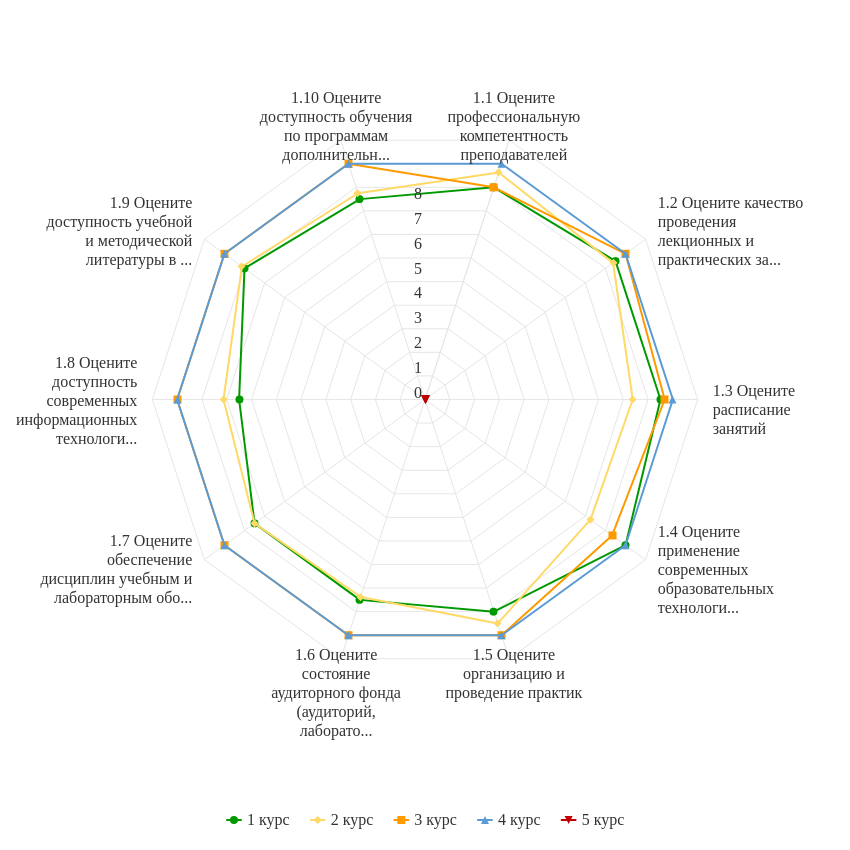 1.10 Оцените
доступность обучения
по программам
дополнительн...
1.1 Оцените
профессиональную
компетентность
преподавателей
1.9 Оцените
доступность учебной
и методической
литературы в ...
1.2 Оцените качество
проведения
лекционных и
практических за...
8
7
6
5
4
3
2
1
0
1.8 Оцените
доступность
современных
информационных
технологи...
1.3 Оцените
расписание
занятий
1.7 Оцените
обеспечение
дисциплин учебным и
лабораторным обо...
1.4 Оцените
применение
современных
образовательных
технологи...
1.6 Оцените
состояние
аудиторного фонда
(аудиторий,
лаборато...
1.5 Оцените
организацию и
проведение практик
1 курс 2 курс 3 курс 4 курс 5 курс